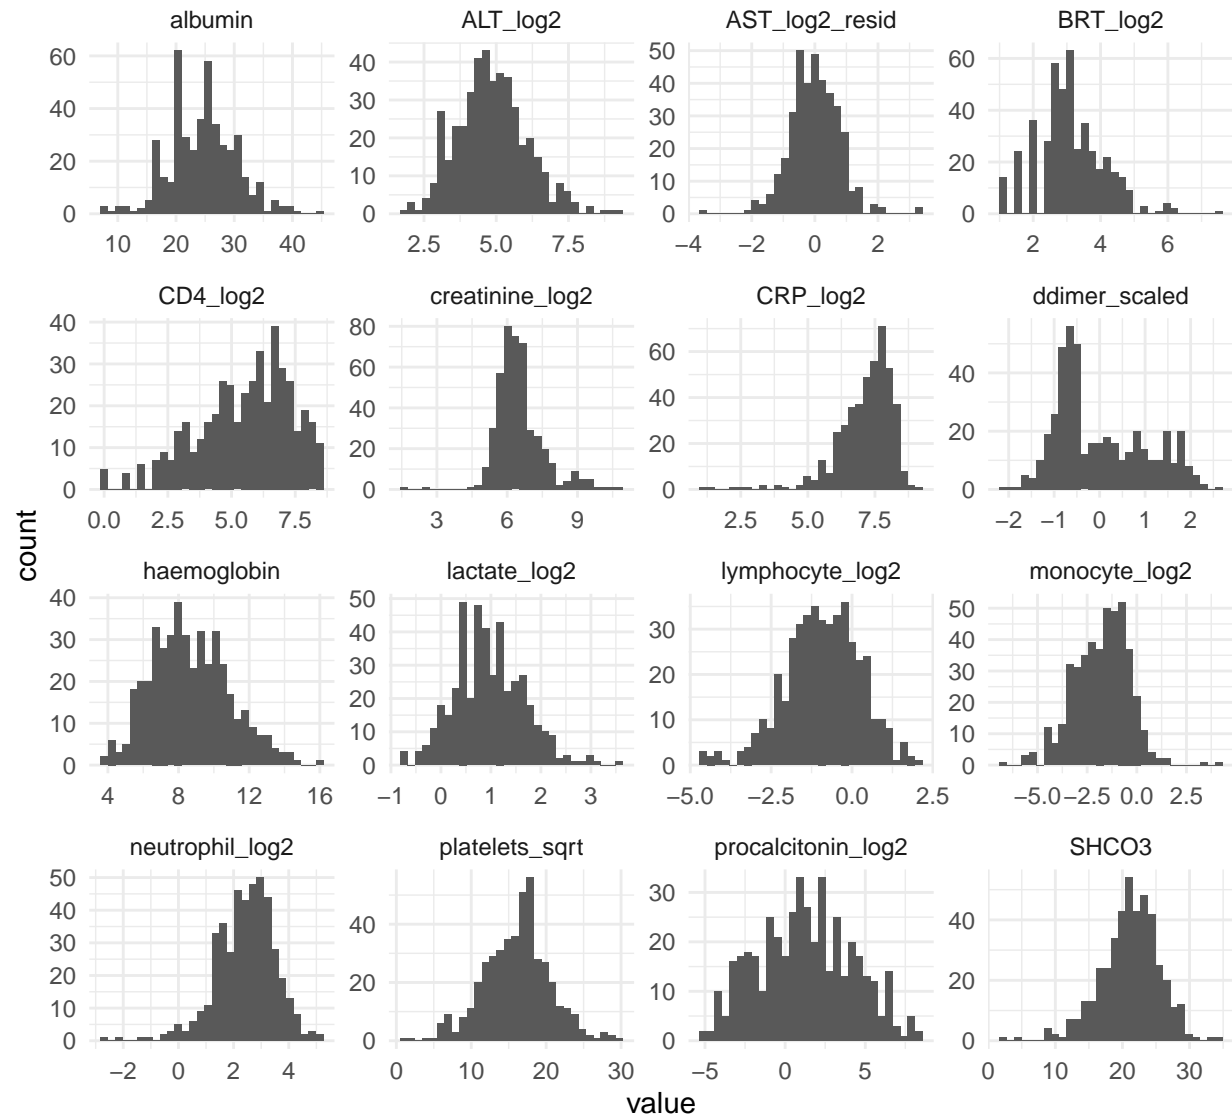 albumin
ALT_log2
AST_log2_resid
BRT_log2
60
40
20
0
10 20 30 40
40
30
20
10
0
2.5 5.0 7.5
50
40
30
20
10
0
−4 −2 0 2
60
40
20
0
2 4 6
CD4_log2
creatinine_log2
CRP_log2
ddimer_scaled
40
30
20
10
0
0.0 2.5 5.0 7.5
80
60
40
20
0
3 6 9
60
40
20
0
2.5 5.0 7.5
40
20
0
−2 −1 0 1 2
count
haemoglobin
lactate_log2
lymphocyte_log2
monocyte_log2
40
30
20
10
0
4 8 12 16
50
40
30
20
10
0
−1 0 1 2 3
30
20
10
0
−5.0 −2.5 0.0 2.5
50
40
30
20
10
0
−5.0 −2.5 0.0 2.5
neutrophil_log2
platelets_sqrt
procalcitonin_log2
SHCO3
50
40
30
20
10
0
−2 0 2 4
40
20
0
0 10 20 30
30
20
10
0
−5 0 5
40
20
0
0 10 20 30
value